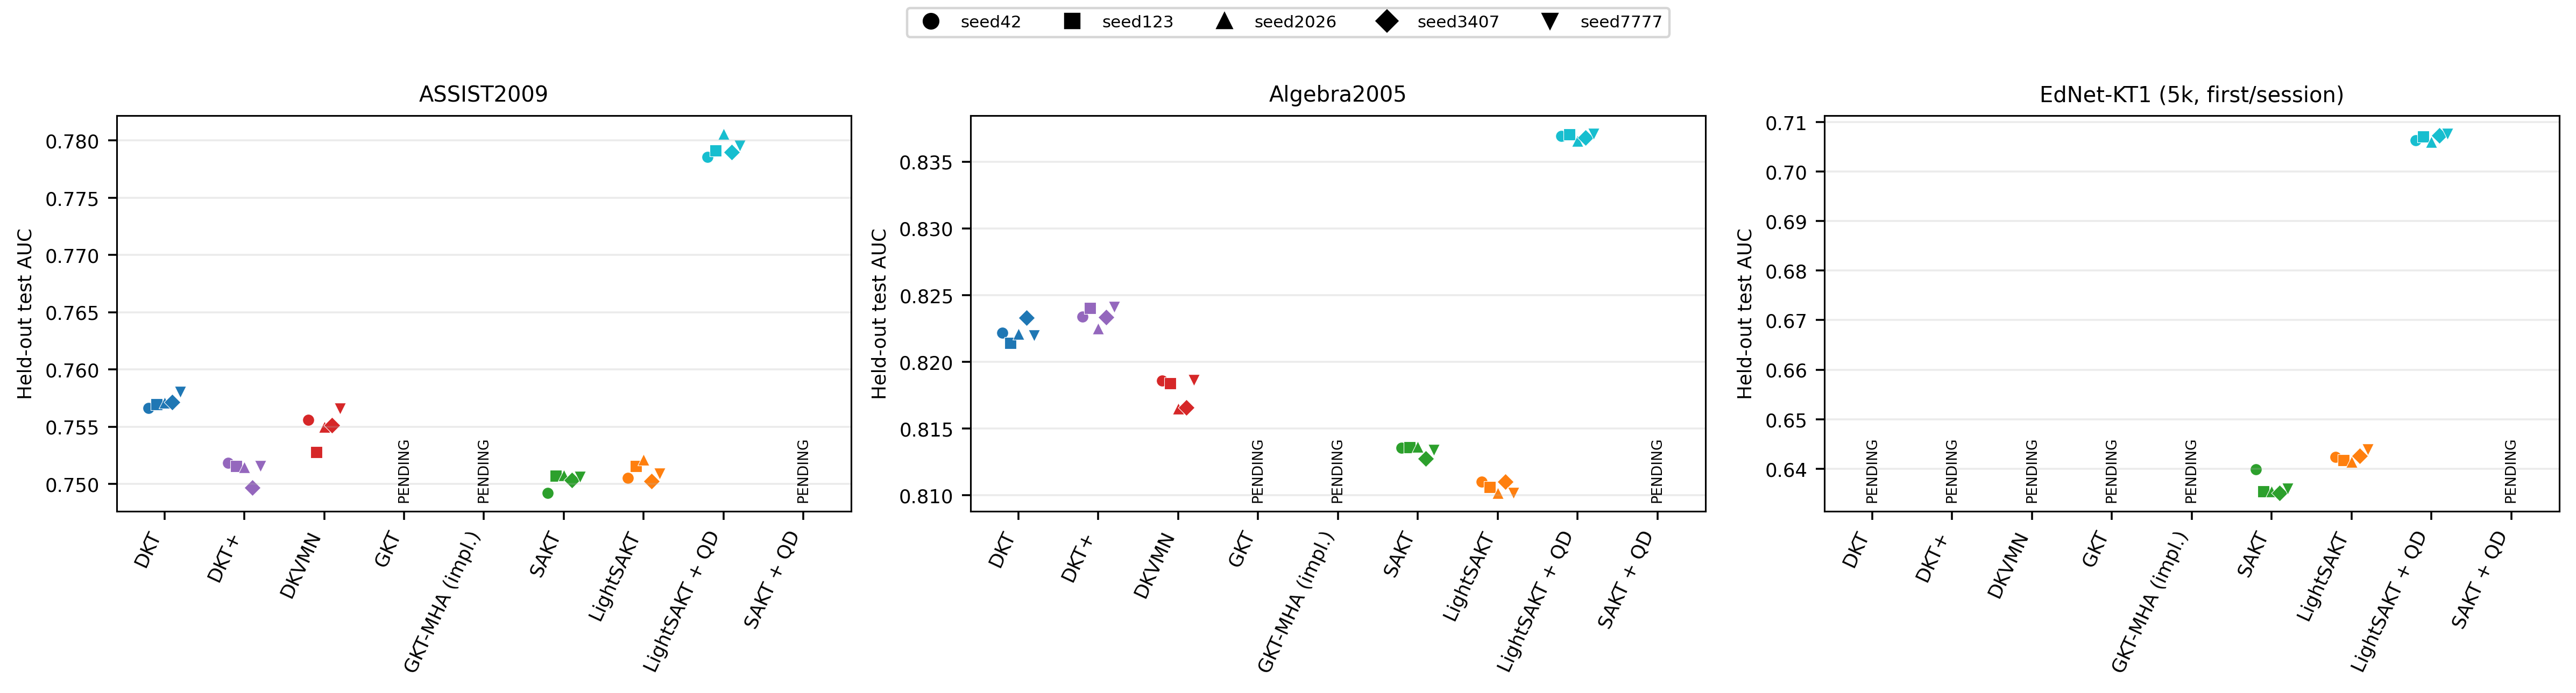 seed42 seed123 seed2026 seed3407 seed7777
ASSIST2009
Held-out test AUC
0.780
0.775
0.770
0.765
0.760
0.755
0.750
PENDING
PENDING
PENDING
DKT
DKT+
DKVMN
GKT
GKT-MHA (impl.)
SAKT
LightSAKT
LightSAKT + QD
SAKT + QD
Algebra2005
Held-out test AUC
0.835
0.830
0.825
0.820
0.815
0.810
PENDING
PENDING
PENDING
DKT
DKT+
DKVMN
GKT
GKT-MHA (impl.)
SAKT
LightSAKT
LightSAKT + QD
SAKT + QD
EdNet-KT1 (5k, first/session)
Held-out test AUC
0.71
0.70
0.69
0.68
0.67
0.66
0.65
0.64
PENDING
PENDING
PENDING
PENDING
PENDING
PENDING
DKT
DKT+
DKVMN
GKT
GKT-MHA (impl.)
SAKT
LightSAKT
LightSAKT + QD
SAKT + QD